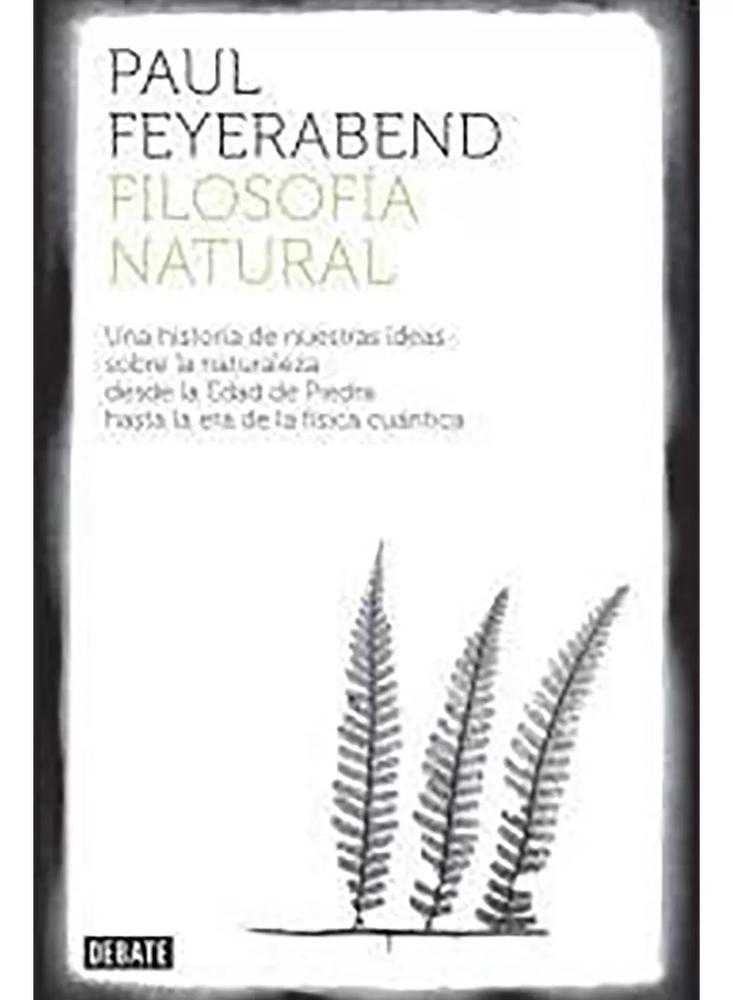 PAUL
FEYERABEND
FILOSOFÍA
NATURAL
Una historia de nuestras ideas
sobre la naturaleza
desde la Edad de Piedra
hasta la era de la física cuántica
DEBATE